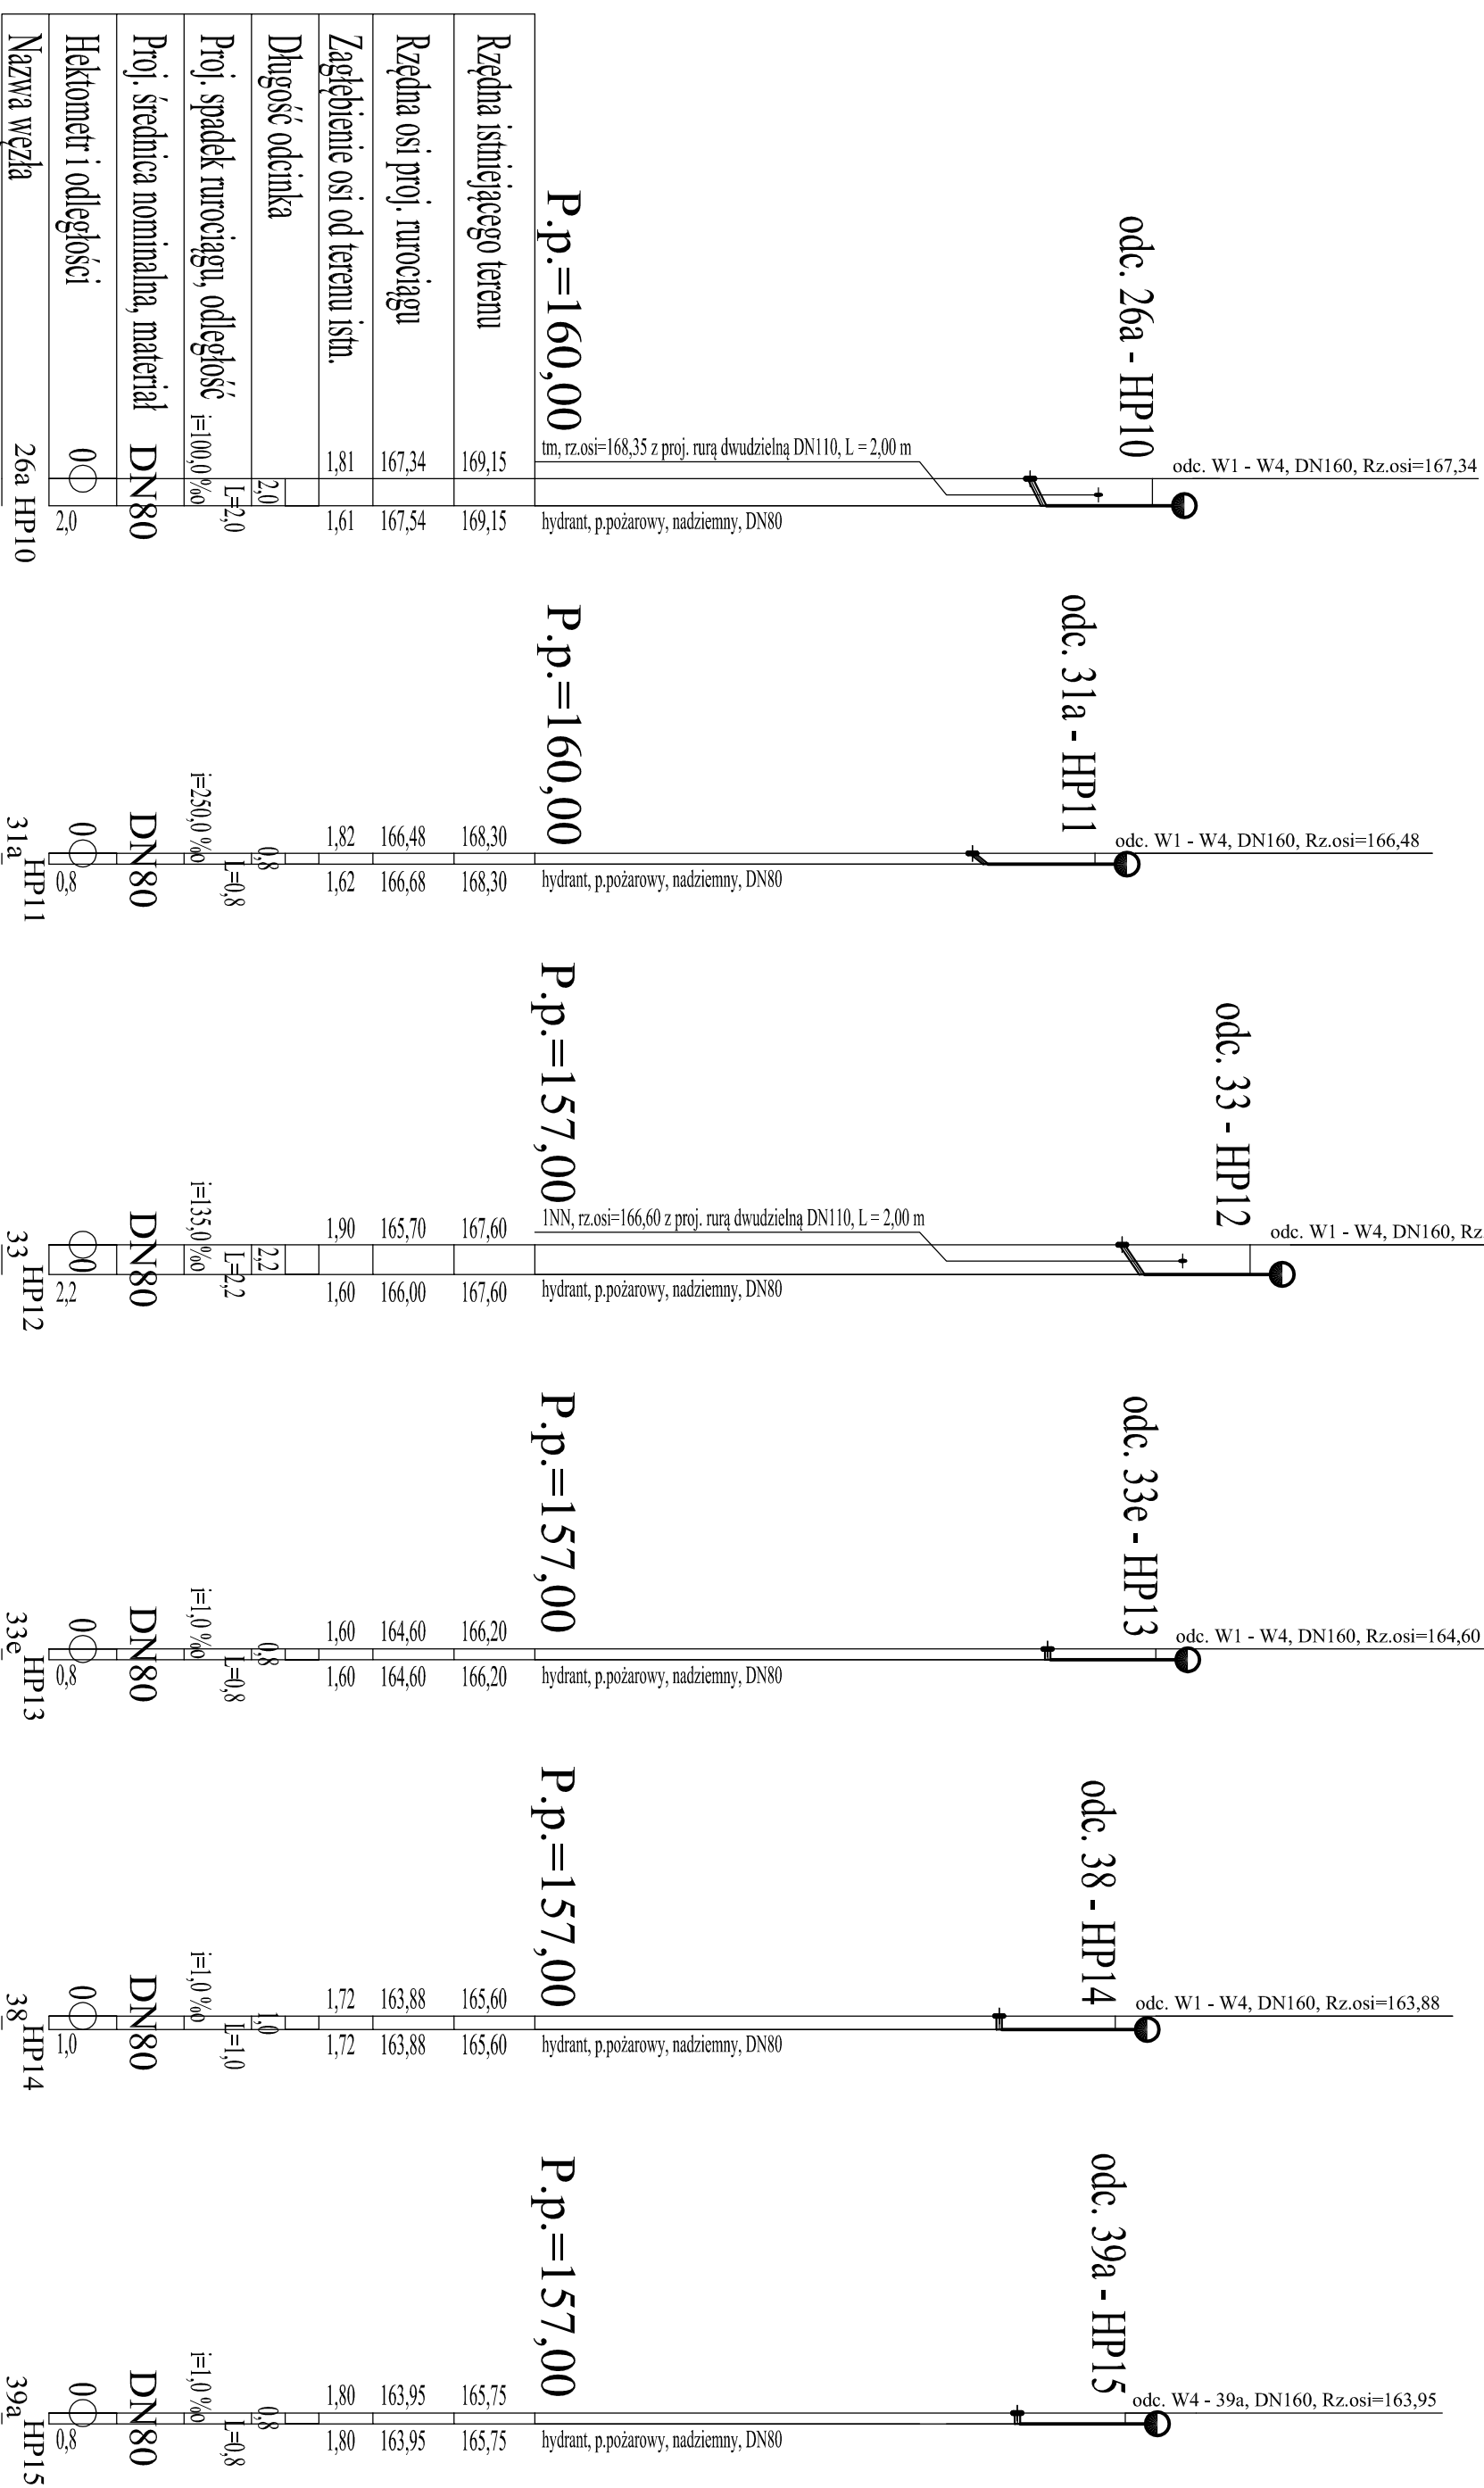 odc. 26a - HP10
odc. W1 - W4, DN160, Rz.osi=167,34
tm, rz.osi=168,35 z proj. rurą dwudzielną DN110, L = 2,00 m
hydrant, p.pożarowy, nadziemny, DN80
P.p.=160,00
Rzędna istniejącego terenu
169,15
169,15
Rzędna osi proj. rurociągu
167,34
167,54
Zagłębienie osi od terenu istn.
1,81
1,61
Długość odcinka
2,0
Proj. spadek rurociągu, odległość
i=100,0 ‰
L=2,0
Proj. średnica nominalna, materiał
DN80
Hektometr i odległości
0
2,0
Nazwa węzła
26a HP10
odc. 31a - HP11
odc. W1 - W4, DN160, Rz.osi=166,48
hydrant, p.pożarowy, nadziemny, DN80
P.p.=160,00
168,30
168,30
166,48
166,68
1,82
1,62
0,8
i=250,0 ‰
L=0,8
DN80
0
0,8
31a
HP11
odc. 33 - HP12
odc. W1 - W4, DN160, Rz
1NN, rz.osi=166,60 z proj. rurą dwudzielną DN110, L = 2,00 m
hydrant, p.pożarowy, nadziemny, DN80
P.p.=157,00
167,60
167,60
165,70
166,00
1,90
1,60
2,2
i=135,0 ‰
L=2,2
DN80
0
2,2
33
HP12
odc. 33e - HP13
odc. W1 - W4, DN160, Rz.osi=164,60
hydrant, p.pożarowy, nadziemny, DN80
P.p.=157,00
166,20
166,20
164,60
164,60
1,60
1,60
0,8
i=1,0 ‰
L=0,8
DN80
0
0,8
33e
HP13
odc. 38 - HP14
odc. W1 - W4, DN160, Rz.osi=163,88
hydrant, p.pożarowy, nadziemny, DN80
P.p.=157,00
165,60
165,60
163,88
163,88
1,72
1,72
1,0
i=1,0 ‰
L=1,0
DN80
0
1,0
38
HP14
odc. 39a - HP15
odc. W4 - 39a, DN160, Rz.osi=163,95
hydrant, p.pożarowy, nadziemny, DN80
P.p.=157,00
165,75
165,75
163,95
163,95
1,80
1,80
0,8
i=1,0 ‰
L=0,8
DN80
0
0,8
39a
HP15